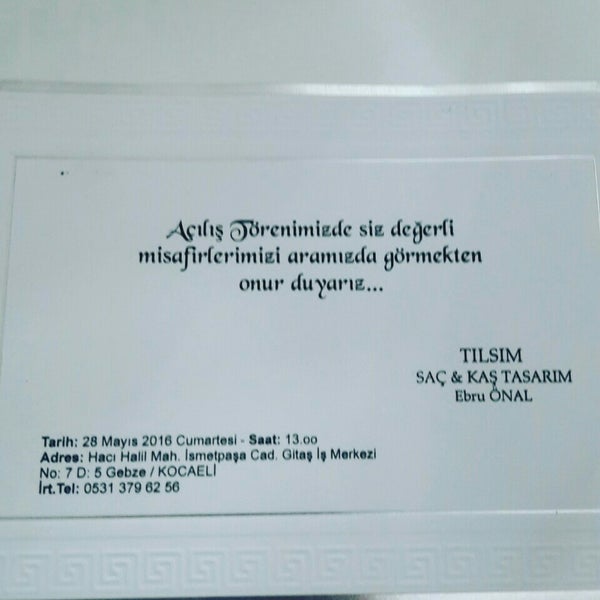 Açılış Törenimizde siz değerli
misafirlerimizi aramızda görmekten
onur duyarız...
TILSIM
SAÇ & KAŞ TASARIM
Ebru ÖNAL
Tarih: 28 Mayıs 2016 Cumartesi - Saat: 13.oo
Adres: Hacı Halil Mah. İsmetpaşa Cad. Gitaş İş Merkezi
No: 7 D: 5 Gebze / KOCAELİ
İrt.Tel: 0531 379 62 56